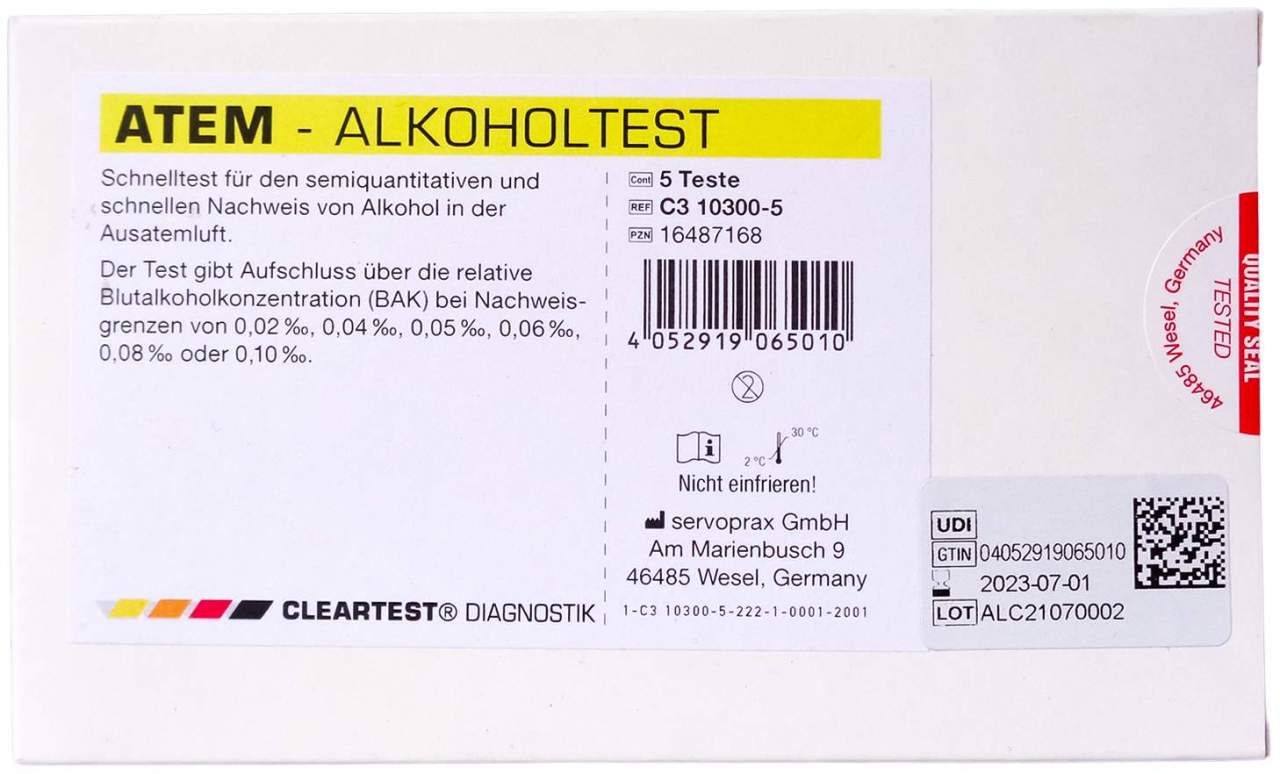 ATEM - ALKOHOLTEST
Schnelltest für den semiquantitativen und
schnellen Nachweis von Alkohol in der
Ausatemluft.
Der Test gibt Aufschluss über die relative
Blutalkoholkonzentration (BAK) bei Nachweis-
grenzen von 0,02 ‰, 0,04 ‰, 0,05 ‰, 0,06 ‰,
0,08 ‰ oder 0,10 ‰.
CLEARTEST® DIAGNOSTIK
Cont 5 Teste
REF C3 10300-5
PZN 16487168
4 052919 065010
2
i 2 °C 30 °C
Nicht einfrieren!
servoprax GmbH
Am Marienbusch 9
46485 Wesel, Germany
1-C3 10300-5-222-1-0001-2001
QUALITY SEAL
TESTED
46485 Wesel, Germany
UDI
GTIN 04052919065010
2023-07-01
LOT ALC21070002